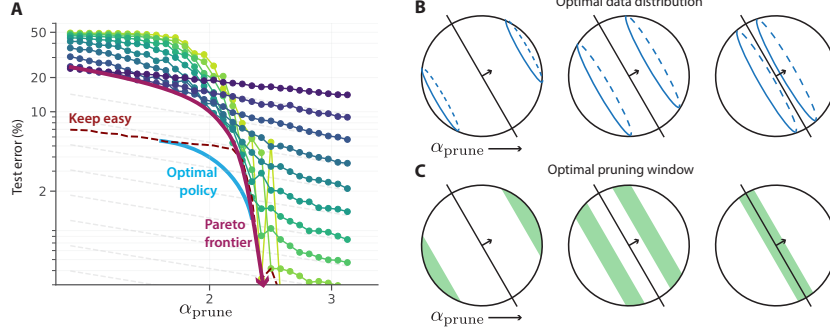 A
50
20
10
2
Test error (%)
Keep easy
Optimal
policy
Pareto
frontier
2
3
α_prune
B
Optimal data distribution
α_prune
C
Optimal pruning window
α_prune